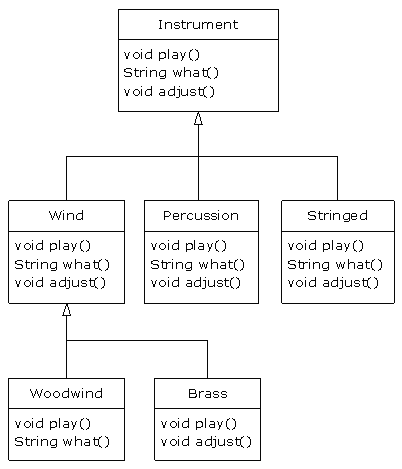 Instrument
void play()
String what()
void adjust()
Wind
void play()
String what()
void adjust()
Percussion
void play()
String what()
void adjust()
Stringed
void play()
String what()
void adjust()
Woodwind
void play()
String what()
Brass
void play()
void adjust()